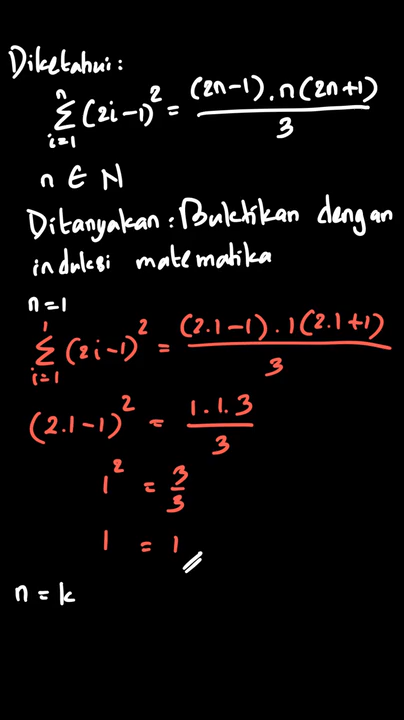 Diketahui:
n
∑ (2i-1)² = (2n-1).n(2n+1)
i=1
3
n ∈ N
Ditanyakan: Buktikan dengan
induksi matematika
n=1
1
∑ (2i-1)² = (2.1-1).1(2.1+1)
i=1
3
(2.1-1)² = 1.1.3
3
1² = 3
3
1 = 1
n = k